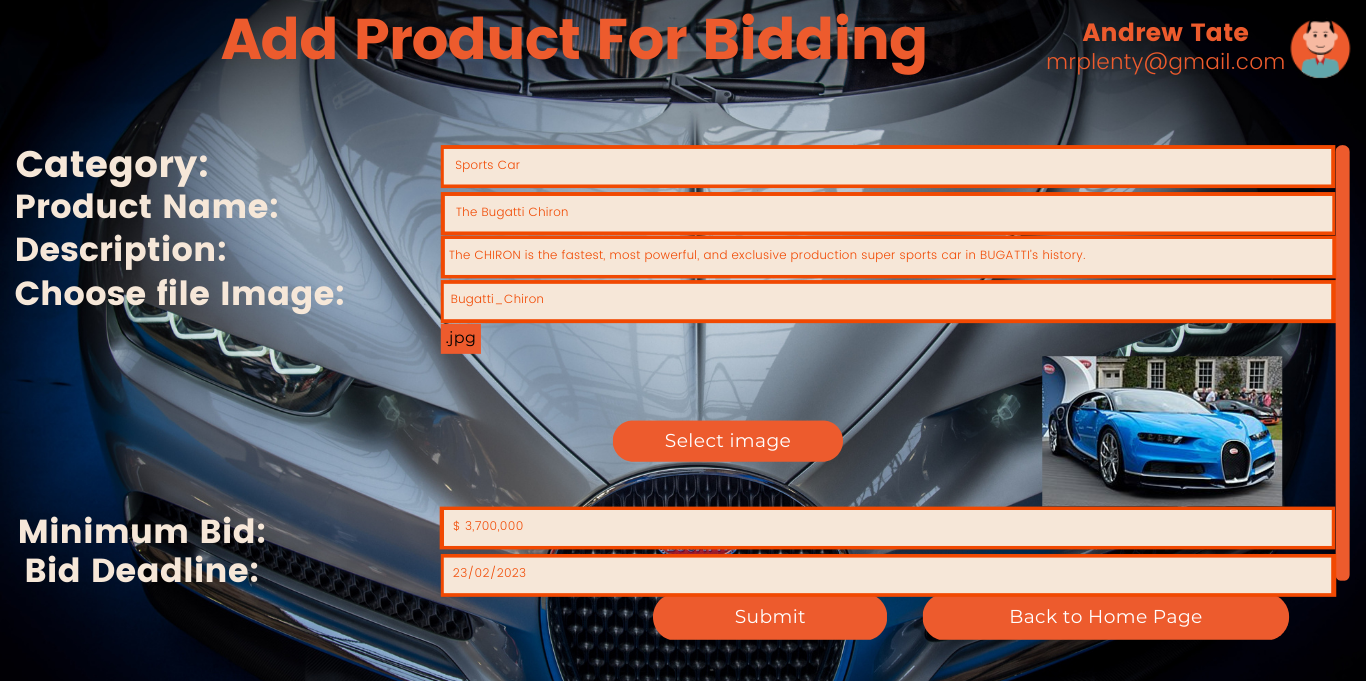 Add Product For Bidding
Andrew Tate
mrplenty@gmail.com
Category:
Sports Car
Product Name:
The Bugatti Chiron
Description:
The CHIRON is the fastest, most powerful, and exclusive production super sports car in BUGATTI's history.
Choose file Image:
Bugatti_Chiron
.jpg
Select image
Minimum Bid:
$ 3,700,000
Bid Deadline:
23/02/2023
Submit
Back to Home Page